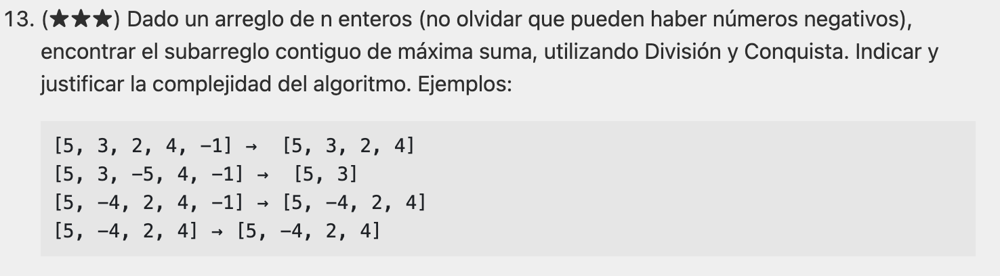 13. (★★★) Dado un arreglo de n enteros (no olvidar que pueden haber números negativos),
encontrar el subarreglo contiguo de máxima suma, utilizando División y Conquista. Indicar y
justificar la complejidad del algoritmo. Ejemplos:
[5, 3, 2, 4, −1] →  [5, 3, 2, 4]
[5, 3, −5, 4, −1] →  [5, 3]
[5, −4, 2, 4, −1] → [5, −4, 2, 4]
[5, −4, 2, 4] → [5, −4, 2, 4]